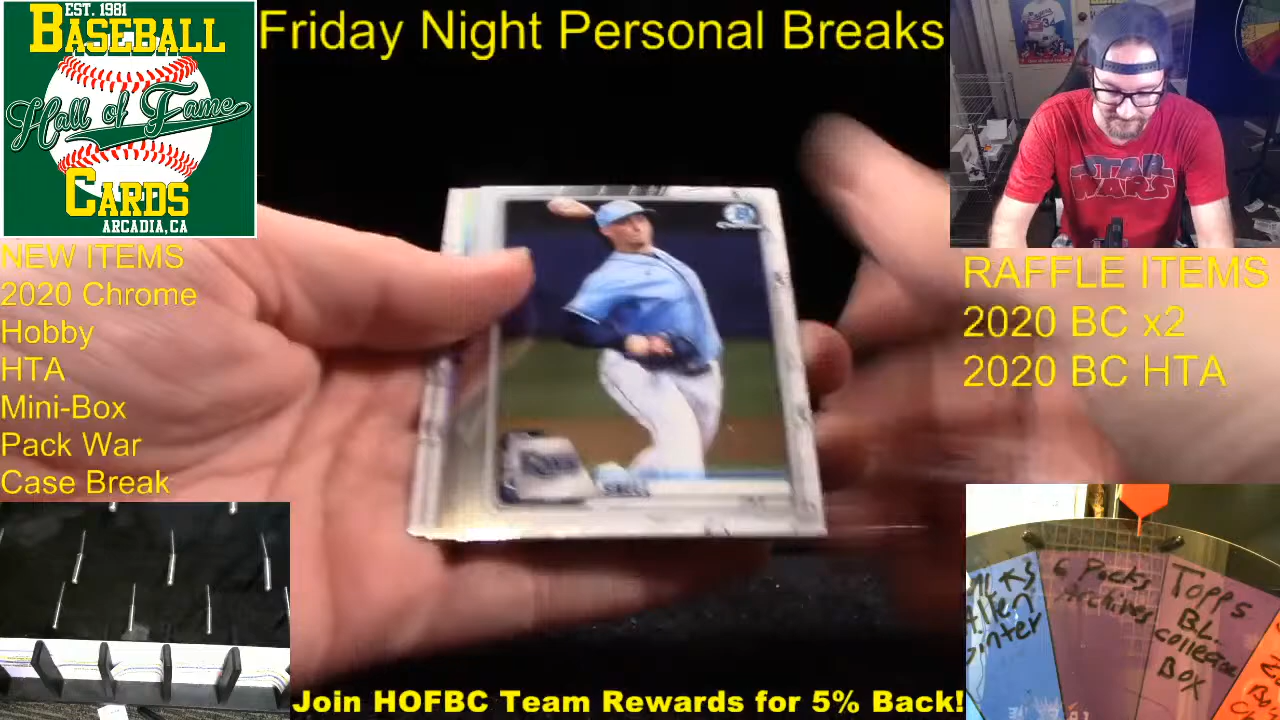 EST. 1981
BASEBALL
Hall of Fame
CARDS
ARCADIA, CA
Friday Night Personal Breaks
NEW ITEMS
2020 Chrome
Hobby
HTA
Mini-Box
Pack War
Case Break
STAR
WARS
34
RAFFLE ITEMS
2020 BC x2
2020 BC HTA
6 Packs
Archives
TOPPS
BL.
COLLEGE
BOX
Join HOFBC Team Rewards for 5% Back!